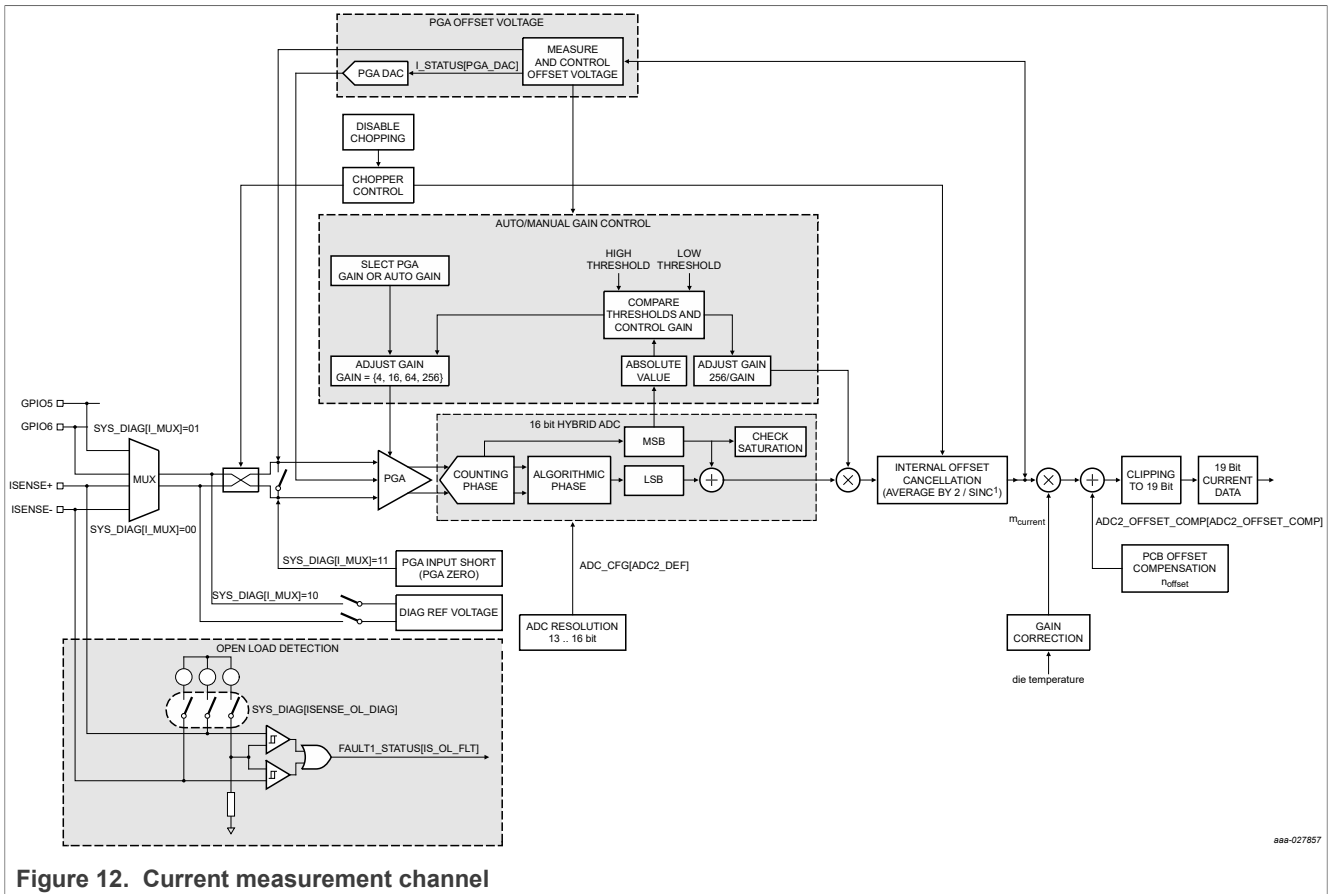 PGA OFFSET VOLTAGE
MEASURE
AND CONTROL
OFFSET VOLTAGE
I_STATUS[PGA_DAC]
PGA DAC
DISABLE
CHOPPING
CHOPPER
CONTROL
AUTO/MANUAL GAIN CONTROL
SLECT PGA
GAIN OR AUTO GAIN
HIGH
THRESHOLD
LOW
THRESHOLD
COMPARE
THRESHOLDS AND
CONTROL GAIN
ADJUST GAIN
GAIN = {4, 16, 64, 256}
ABSOLUTE
VALUE
ADJUST GAIN
256/GAIN
GPIO5
GPIO6
SYS_DIAG[I_MUX]=01
ISENSE+
ISENSE-
MUX
SYS_DIAG[I_MUX]=00
PGA
16 bit HYBRID ADC
COUNTING
PHASE
ALGORITHMIC
PHASE
MSB
LSB
CHECK
SATURATION
INTERNAL OFFSET
CANCELLATION
(AVERAGE BY 2 / SINC¹)
CLIPPING
TO 19 Bit
19 Bit
CURRENT
DATA
mcurrent
ADC2_OFFSET_COMP[ADC2_OFFSET_COMP]
SYS_DIAG[I_MUX]=11
PGA INPUT SHORT
(PGA ZERO)
SYS_DIAG[I_MUX]=10
DIAG REF VOLTAGE
ADC_CFG[ADC2_DEF]
ADC RESOLUTION
13 .. 16 bit
PCB OFFSET
COMPENSATION
noffset
GAIN
CORRECTION
die temperature
OPEN LOAD DETECTION
SYS_DIAG[ISENSE_OL_DIAG]
FAULT1_STATUS[IS_OL_FLT]
aaa-027857
Figure 12. Current measurement channel